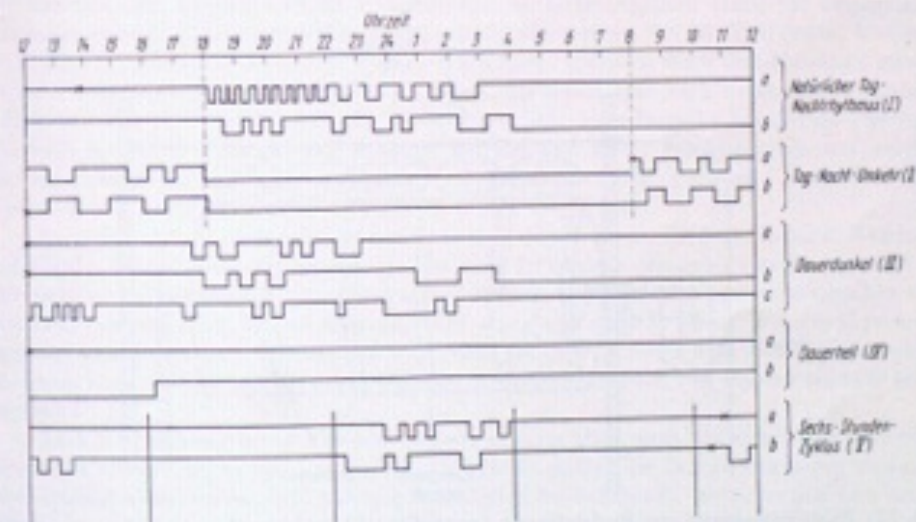 Uhrzeit
12 13 14 15 16 17 18 19 20 21 22 23 24 1 2 3 4 5 6 7 8 9 10 11 12
a
Natürlicher Tag-
Nachtrhythmus (I)
b
a
Tag-Nacht-Umkehr (II
b
a
b
Dauerdunkel (III)
c
a
Dauerhell (IV)
b
a
Sechs-Stunden-
b
Zyklus (V)